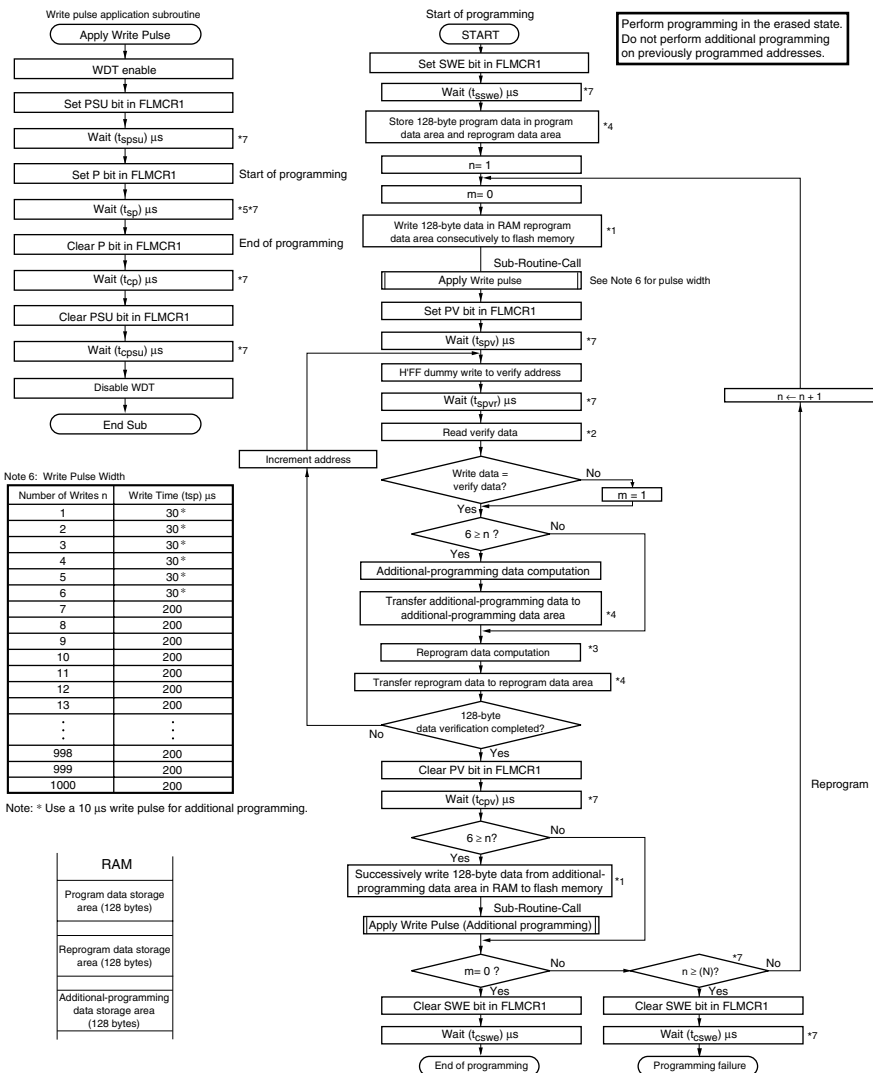 Write pulse application subroutine
Apply Write Pulse
WDT enable
Set PSU bit in FLMCR1
Wait (tspsu) μs
*7
Set P bit in FLMCR1
Start of programming
Wait (tsp) μs
*5*7
Clear P bit in FLMCR1
End of programming
Wait (tcp) μs
*7
Clear PSU bit in FLMCR1
Wait (tcpsu) μs
*7
Disable WDT
End Sub
Note 6: Write Pulse Width
Number of Writes n Write Time (tsp) μs
1 30*
2 30*
3 30*
4 30*
5 30*
6 30*
7 200
8 200
9 200
10 200
11 200
12 200
13 200
998 200
999 200
1000 200
Note: * Use a 10 μs write pulse for additional programming.
RAM
Program data storage
area (128 bytes)
Reprogram data storage
area (128 bytes)
Additional-programming
data storage area
(128 bytes)
Start of programming
START
Perform programming in the erased state.
Do not perform additional programming
on previously programmed addresses.
Set SWE bit in FLMCR1
Wait (tsswe) μs
*7
Store 128-byte program data in program
data area and reprogram data area
*4
n= 1
m= 0
Write 128-byte data in RAM reprogram
data area consecutively to flash memory
*1
Sub-Routine-Call
Apply Write pulse
See Note 6 for pulse width
Set PV bit in FLMCR1
Wait (tspv) μs
*7
H'FF dummy write to verify address
Wait (tspvr) μs
*7
n ← n + 1
Read verify data
*2
Increment address
Write data =
verify data?
No
m = 1
Yes
6 ≥ n ?
No
Yes
Additional-programming data computation
Transfer additional-programming data to
additional-programming data area
*4
Reprogram data computation
*3
Transfer reprogram data to reprogram data area
*4
128-byte
data verification completed?
No
Yes
Clear PV bit in FLMCR1
Reprogram
Wait (tcpv) μs
*7
6 ≥ n?
No
Yes
Successively write 128-byte data from additional-
programming data area in RAM to flash memory
*1
Sub-Routine-Call
Apply Write Pulse (Additional programming)
m= 0 ?
No
n ≥ (N)?
*7
No
Yes
Yes
Clear SWE bit in FLMCR1
Clear SWE bit in FLMCR1
Wait (tcswe) μs
Wait (tcswe) μs
*7
End of programming
Programming failure